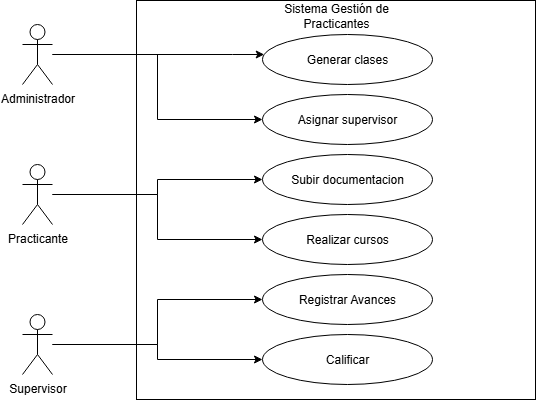 Sistema Gestión de
Practicantes
Generar clases
Administrador
Asignar supervisor
Subir documentacion
Practicante
Realizar cursos
Registrar Avances
Calificar
Supervisor